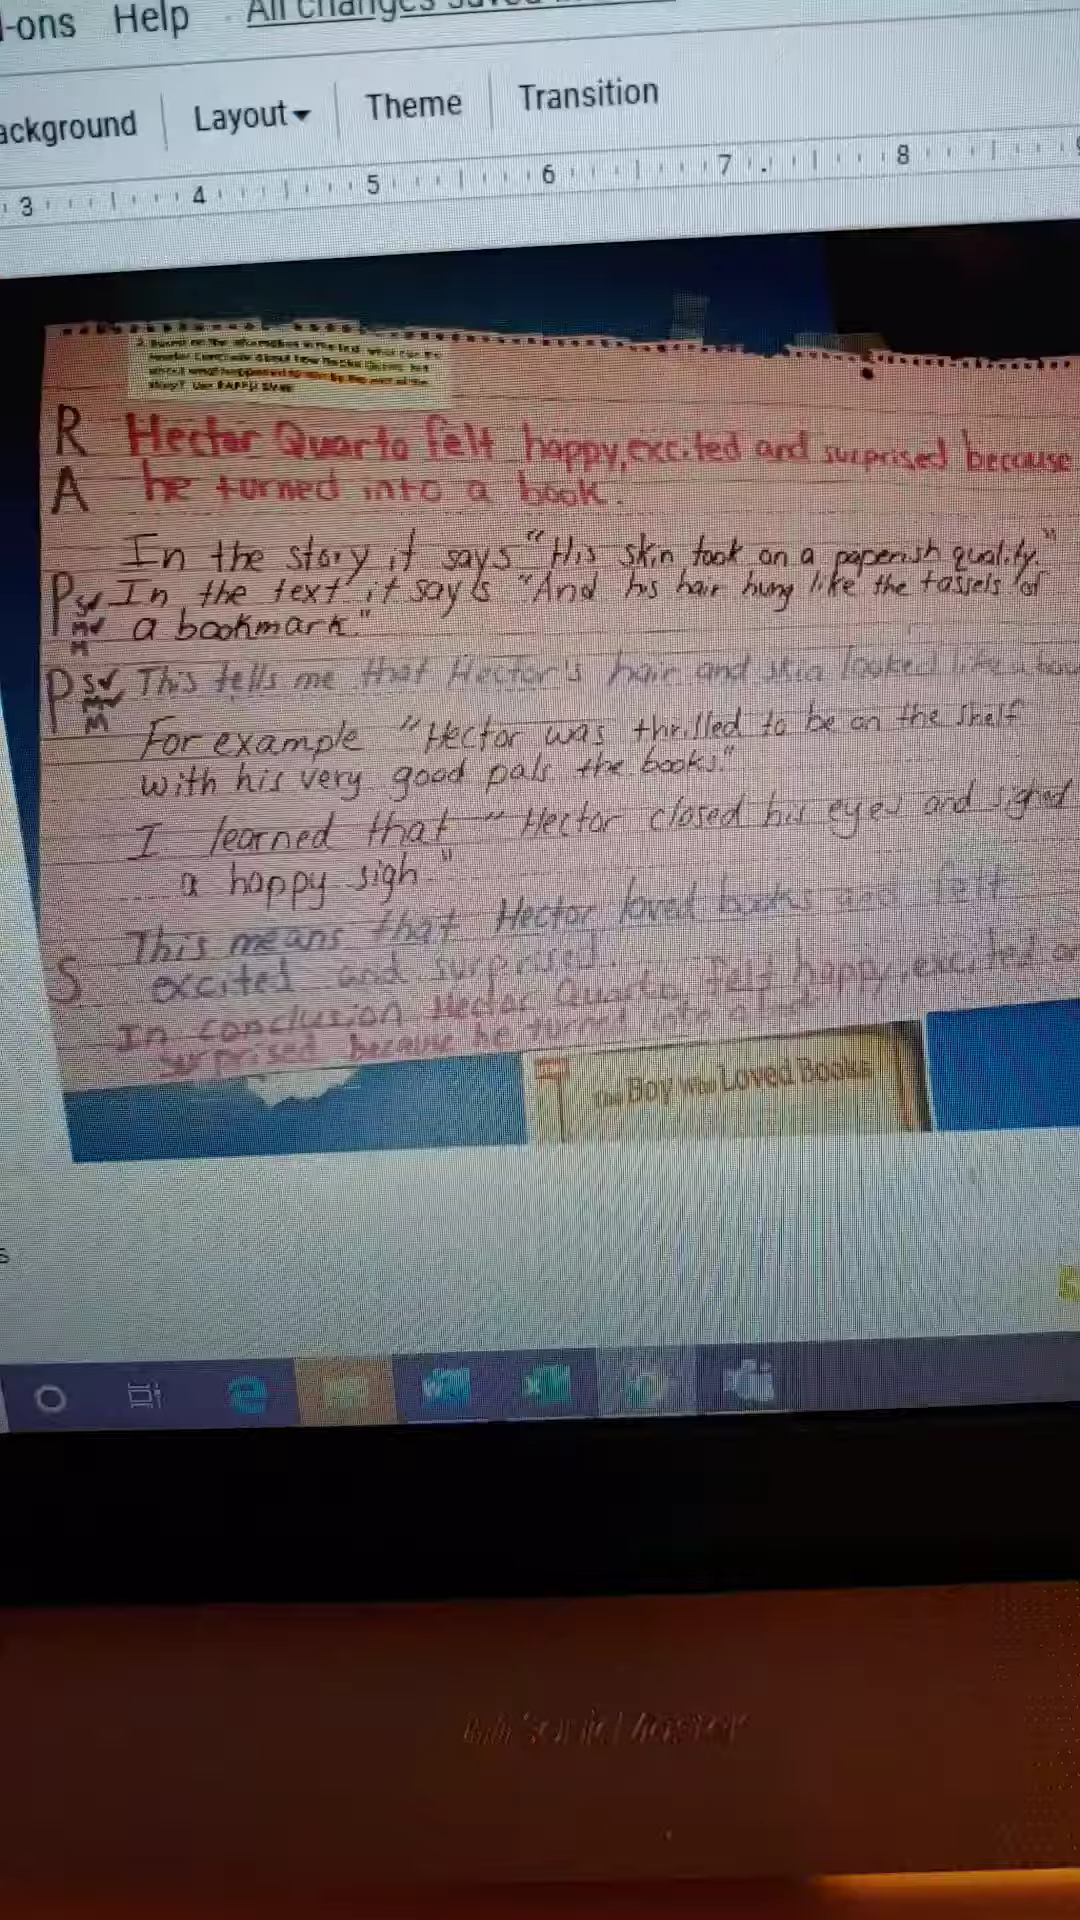 -ons Help All changes saved
ackground Layout Theme Transition
3 4 5 6 7 8
R Hector Quarto felt happy, excited and surprised because
A he turned into a book.
In the story it says "His skin took on a paperish quality."
P In the text it says "And his hair hung like the tassels of
a bookmark."
P This tells me that Hector's hair and skin looked like a
For example "Hector was thrilled to be on the shelf
with his very good pals, the books."
I learned that "Hector closed his eyes and sighed
a happy sigh."
This means that Hector loved books and felt
S excited and surprised.
In conclusion Hector Quarto felt happy, excited
surprised because he turned into a
The Boy Who Loved Books